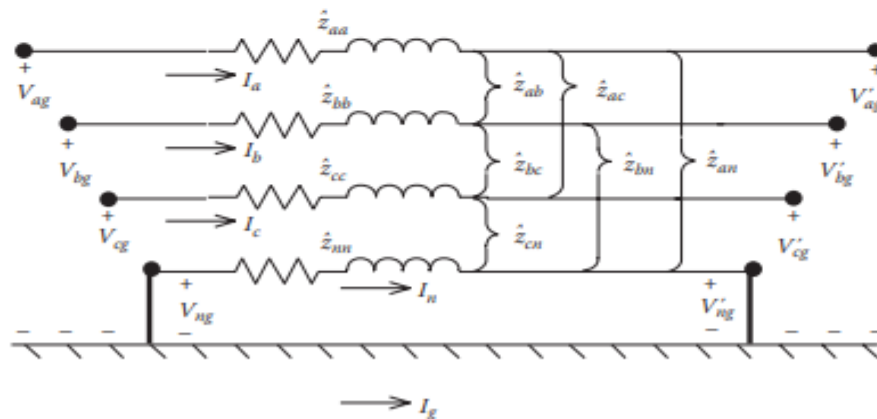 ẑaa
+ Ia +
Vag ẑbb ẑab ẑac V′ag
+ Ib +
Vbg ẑcc ẑbc ẑbn ẑan V′bg
+ Ic +
Vcg ẑnn ẑcn V′cg
+ +
Vng In V′ng
– – – – – – – –
Ig